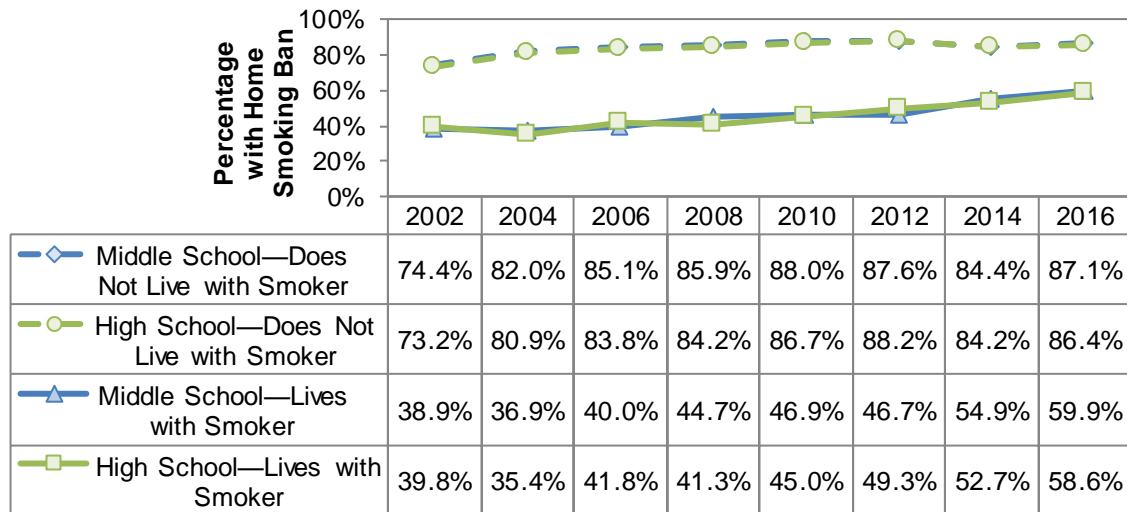 Percentage
with Home
Smoking Ban
100%
80%
60%
40%
20%
0%
2002 2004 2006 2008 2010 2012 2014 2016
Middle School—Does
Not Live with Smoker
74.4% 82.0% 85.1% 85.9% 88.0% 87.6% 84.4% 87.1%
High School—Does Not
Live with Smoker
73.2% 80.9% 83.8% 84.2% 86.7% 88.2% 84.2% 86.4%
Middle School—Lives
with Smoker
38.9% 36.9% 40.0% 44.7% 46.9% 46.7% 54.9% 59.9%
High School—Lives with
Smoker
39.8% 35.4% 41.8% 41.3% 45.0% 49.3% 52.7% 58.6%